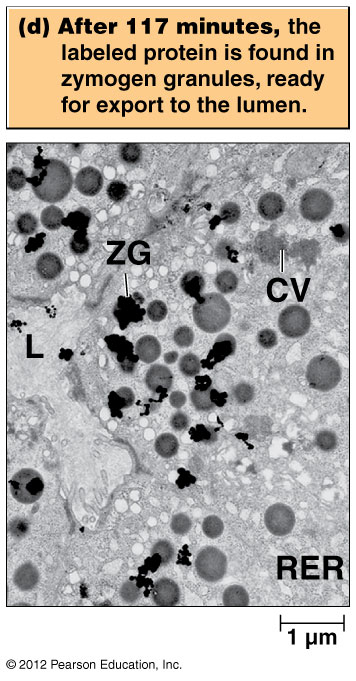 (d) After 117 minutes, the
labeled protein is found in
zymogen granules, ready
for export to the lumen.
ZG
CV
L
RER
1 μm
© 2012 Pearson Education, Inc.